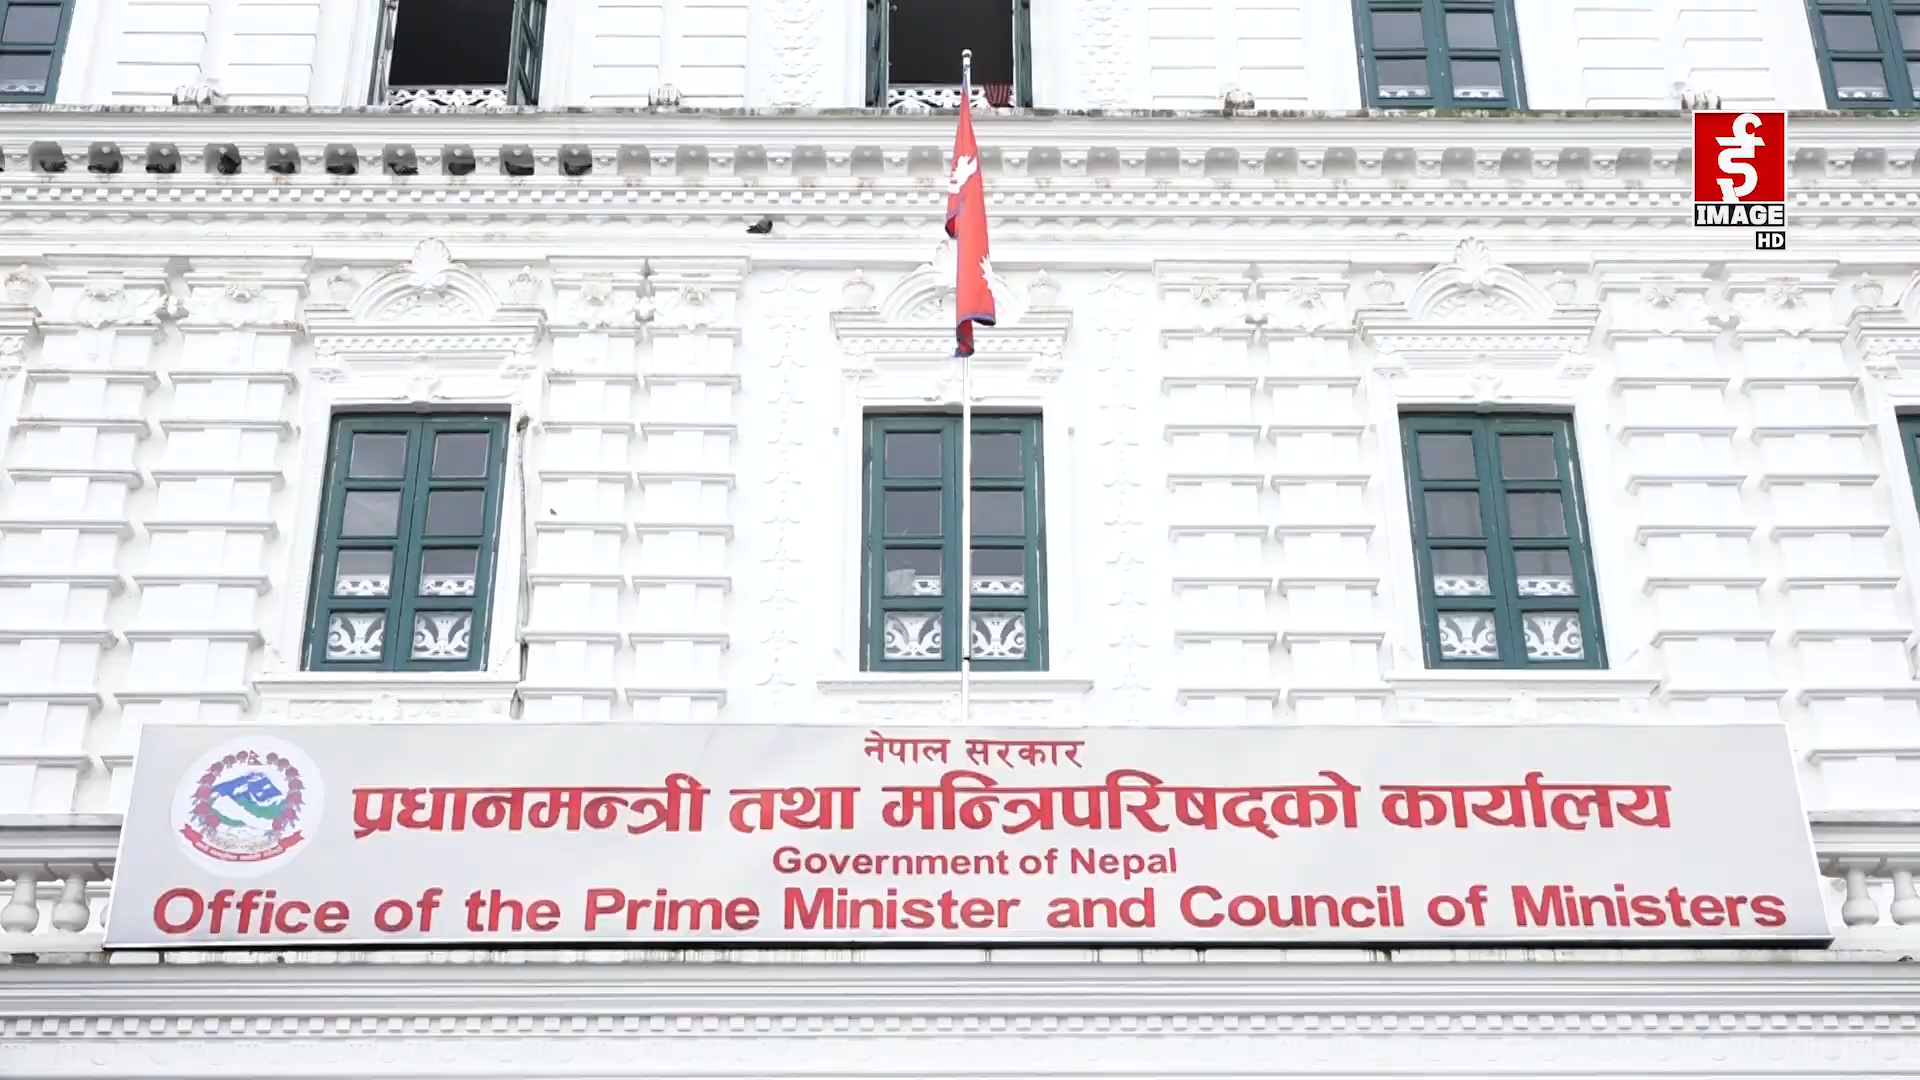 IMAGE
HD
नेपाल सरकार
प्रधानमन्त्री तथा मन्त्रिपरिषद्को कार्यालय
Government of Nepal
Office of the Prime Minister and Council of Ministers